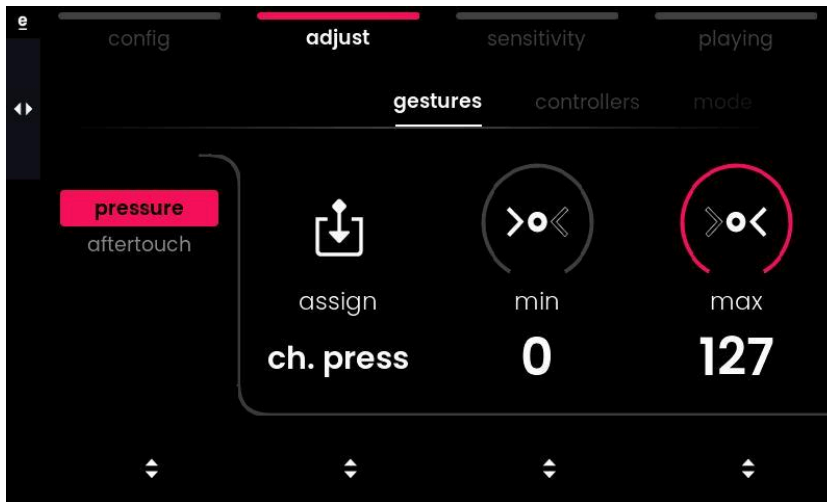 e
config adjust sensitivity playing
gestures controllers mode
pressure
aftertouch
assign min max
ch. press 0 127